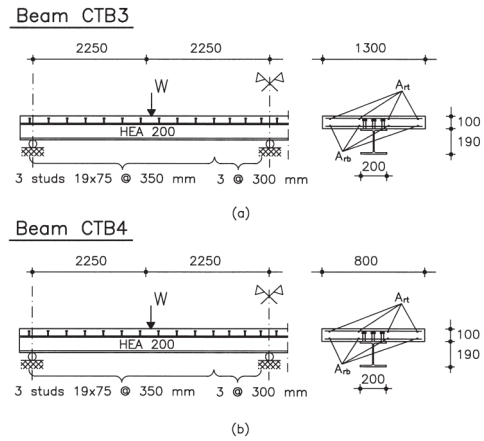 Beam CTB3
2250 2250 1300
W
Art
HEA 200
100
190
Arb
200
3 studs 19x75 @ 350 mm 3 @ 300 mm
(a)
Beam CTB4
2250 2250 800
W
Art
HEA 200
100
190
Arb
200
3 studs 19x75 @ 350 mm 3 @ 300 mm
(b)